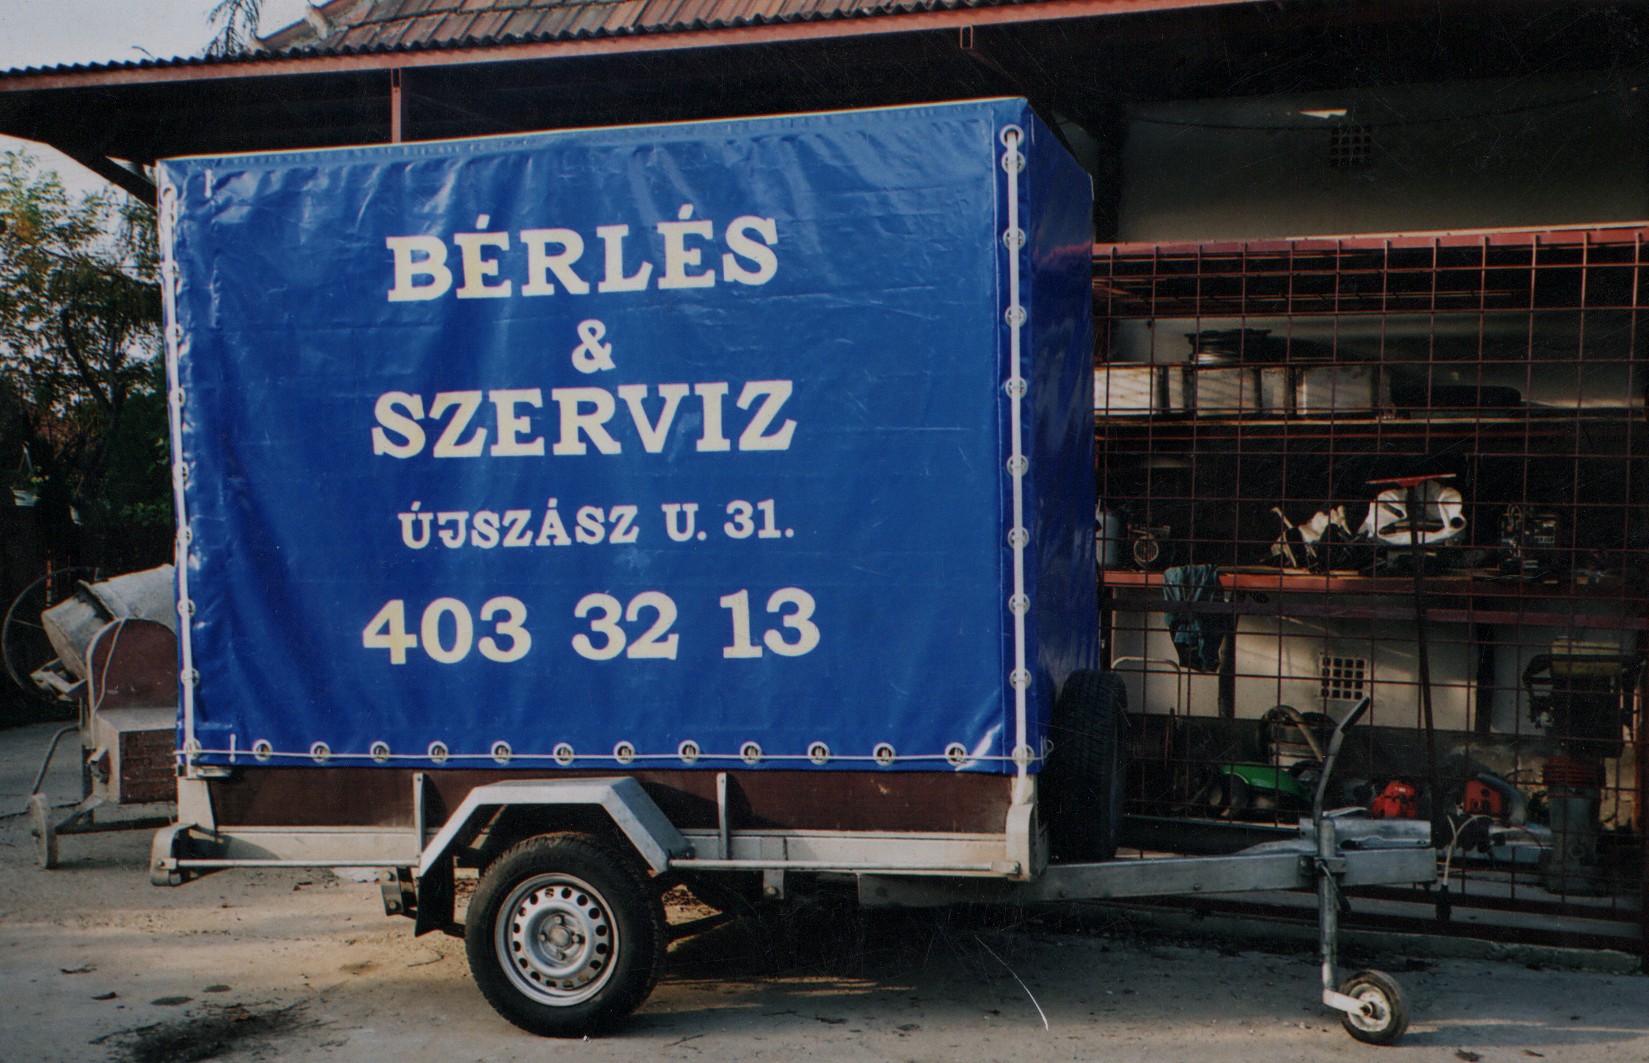 BÉRLÉS
&
SZERVIZ
ÚJSZÁSZ U. 31.
403 32 13